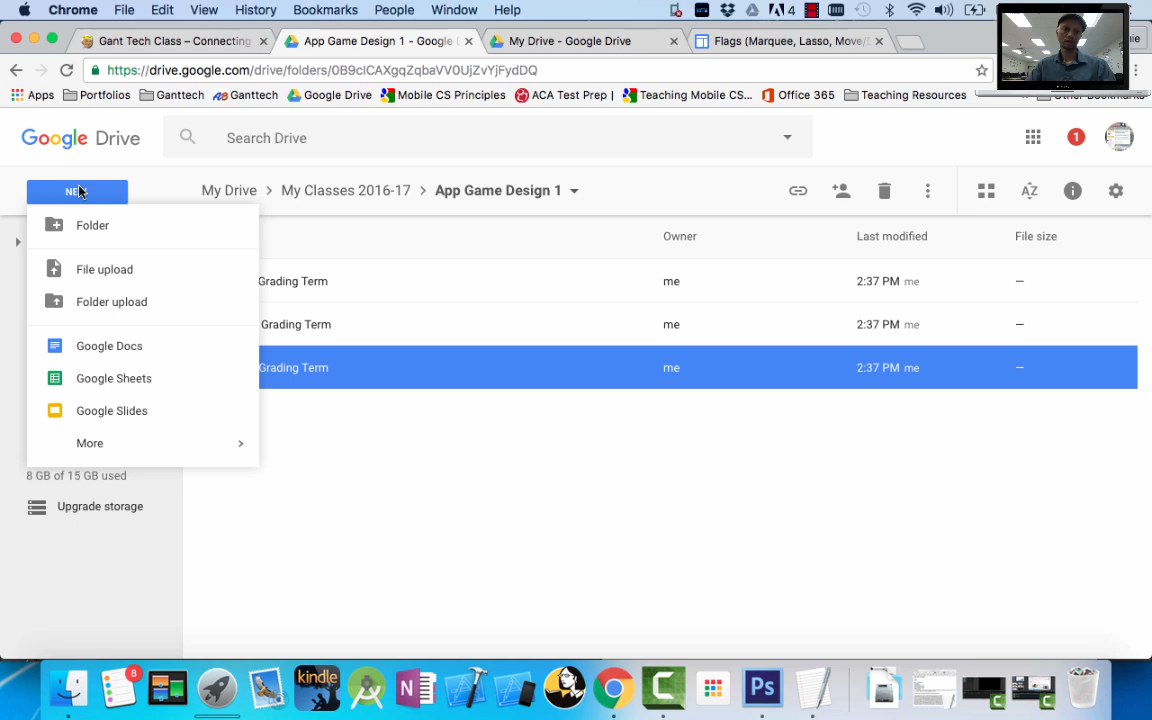 Chrome File Edit View History Bookmarks People Window Help 4
Gant Tech Class – Connecting App Game Design 1 - Google D My Drive - Google Drive Flags (Marquee, Lasso, Move/D
https://drive.google.com/drive/folders/0B9clCAXgqZqbaVV0UjZvYjFydDQ
Apps Portfolios Ganttech Ganttech Google Drive Mobile CS Principles ACA Test Prep | Teaching Mobile CS... Office 365 Teaching Resources
Google Drive Search Drive 1
My Drive My Classes 2016-17 App Game Design 1
Folder
Owner Last modified File size
File upload
Grading Term me 2:37 PM me –
Folder upload
Grading Term me 2:37 PM me –
Google Docs
Grading Term me 2:37 PM me –
Google Sheets
Google Slides
More
8 GB of 15 GB used
Upgrade storage
8
kindle
N
C
Ps